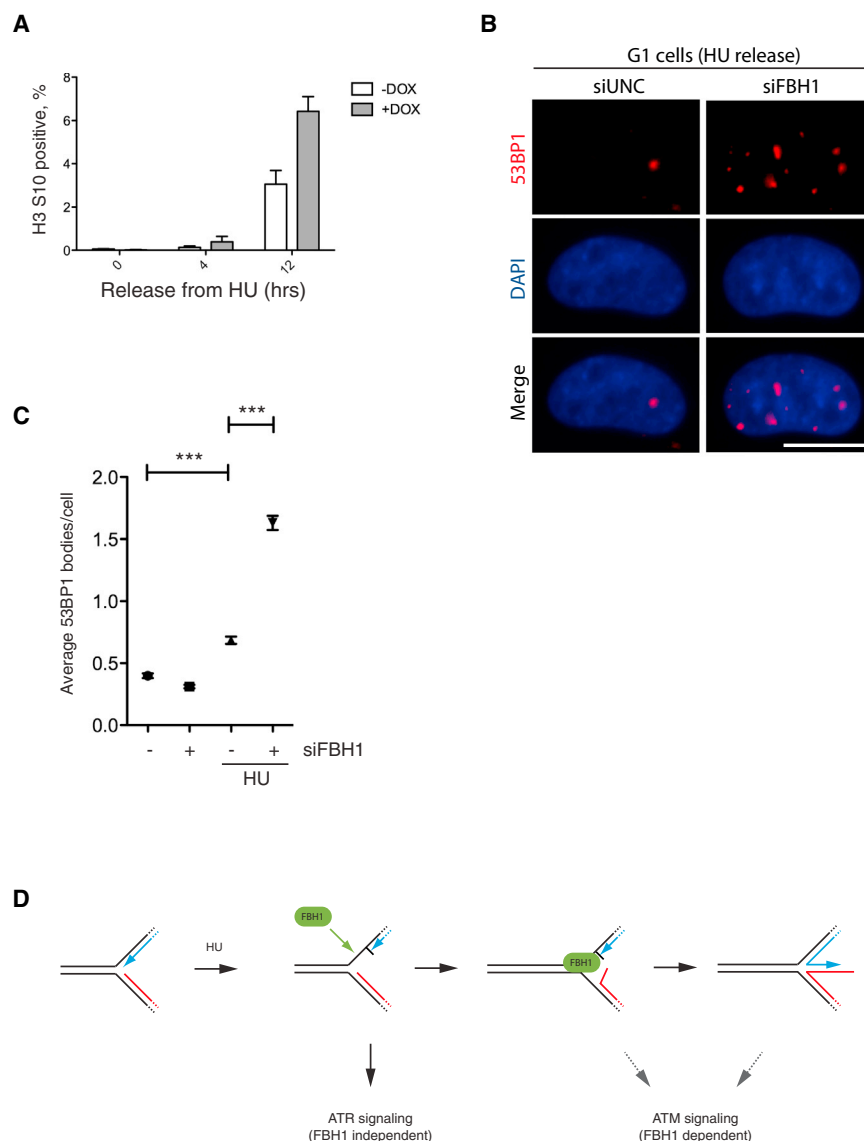 A
H3 S10 positive, %
8
6
4
2
0
0
4
12
Release from HU (hrs)
-DOX
+DOX
B
G1 cells (HU release)
siUNC
siFBH1
53BP1
DAPI
Merge
C
Average 53BP1 bodies/cell
***
***
2.0
1.5
1.0
0.5
0.0
- + - + siFBH1
HU
D
HU
FBH1
FBH1
ATR signaling
(FBH1 independent)
ATM signaling
(FBH1 dependent)